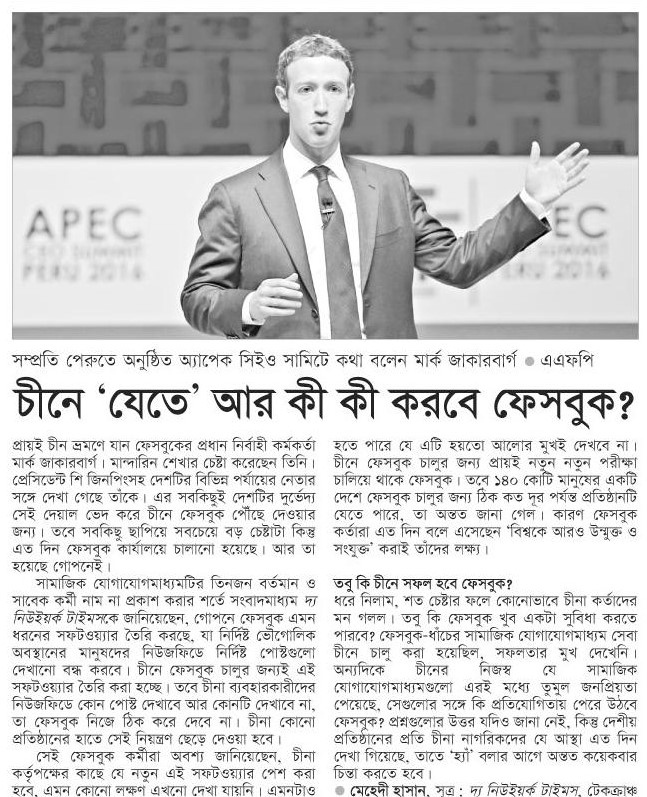 APEC
CEO SUMMIT
PERU 2016
EC
SUMMIT
ERU 2016
সম্প্রতি পেরুতে অনুষ্ঠিত অ্যাপেক সিইও সামিটে কথা বলেন মার্ক জাকারবার্গ ● এএফপি
চীনে ‘যেতে’ আর কী কী করবে ফেসবুক?
প্রায়ই চীন ভ্রমণে যান ফেসবুকের প্রধান নির্বাহী কর্মকর্তা
মার্ক জাকারবার্গ। মান্দারিন শেখার চেষ্টা করেছেন তিনি।
প্রেসিডেন্ট শি জিনপিংসহ দেশটির বিভিন্ন পর্যায়ের নেতার
সঙ্গে দেখা গেছে তাঁকে। এর সবকিছুই দেশটির দুর্ভেদ্য
সেই দেয়াল ভেদ করে চীনে ফেসবুক পৌঁছে দেওয়ার
জন্য। তবে সবকিছু ছাপিয়ে সবচেয়ে বড় চেষ্টাটা কিন্তু
এত দিন ফেসবুক কার্যালয়ে চালানো হয়েছে। আর তা
হয়েছে গোপনেই।
সামাজিক যোগাযোগমাধ্যমটির তিনজন বর্তমান ও
সাবেক কর্মী নাম না প্রকাশ করার শর্তে সংবাদমাধ্যম দ্য
নিউইয়র্ক টাইমসকে জানিয়েছেন, গোপনে ফেসবুক এমন
ধরনের সফটওয়্যার তৈরি করছে, যা নির্দিষ্ট ভৌগোলিক
অবস্থানের মানুষদের নিউজফিডে নির্দিষ্ট পোস্টগুলো
দেখানো বন্ধ করবে। চীনে ফেসবুক চালুর জন্যই এই
সফটওয়্যার তৈরি করা হচ্ছে। তবে চীনা ব্যবহারকারীদের
নিউজফিডে কোন পোস্ট দেখাবে আর কোনটি দেখাবে না,
তা ফেসবুক নিজে ঠিক করে দেবে না। চীনা কোনো
প্রতিষ্ঠানের হাতে সেই নিয়ন্ত্রণ ছেড়ে দেওয়া হবে।
সেই ফেসবুক কর্মীরা অবশ্য জানিয়েছেন, চীনা
কর্তৃপক্ষের কাছে যে নতুন এই সফটওয়্যার পেশ করা
হবে, এমন কোনো লক্ষণ এখনো দেখা যায়নি। এমনটাও
হতে পারে যে এটি হয়তো আলোর মুখই দেখবে না।
চীনে ফেসবুক চালুর জন্য প্রায়ই নতুন নতুন পরীক্ষা
চালিয়ে থাকে ফেসবুক। তবে ১৪০ কোটি মানুষের একটি
দেশে ফেসবুক চালুর জন্য ঠিক কত দূর পর্যন্ত প্রতিষ্ঠানটি
যেতে পারে, তা অন্তত জানা গেল। কারণ ফেসবুক
কর্তারা এত দিন বলে এসেছেন ‘বিশ্বকে আরও উন্মুক্ত ও
সংযুক্ত’ করাই তাঁদের লক্ষ্য।
তবু কি চীনে সফল হবে ফেসবুক?
ধরে নিলাম, শত চেষ্টার ফলে কোনোভাবে চীনা কর্তাদের
মন গলল। তবু কি ফেসবুক খুব একটা সুবিধা করতে
পারবে? ফেসবুক-ধাঁচের সামাজিক যোগাযোগমাধ্যম সেবা
চীনে চালু করা হয়েছিল, সফলতার মুখ দেখেনি।
অন্যদিকে চীনের নিজস্ব যে সামাজিক
যোগাযোগমাধ্যমগুলো এরই মধ্যে তুমুল জনপ্রিয়তা
পেয়েছে, সেগুলোর সঙ্গে কি প্রতিযোগিতায় পেরে উঠবে
ফেসবুক? প্রশ্নগুলোর উত্তর যদিও জানা নেই, কিন্তু দেশীয়
প্রতিষ্ঠানের প্রতি চীনা নাগরিকদের যে আস্থা এত দিন
দেখা গিয়েছে, তাতে ‘হ্যাঁ’ বলার আগে অন্তত কয়েকবার
চিন্তা করতে হবে।
● মেহেদী হাসান, সূত্র : দ্য নিউইয়র্ক টাইমস, টেকক্রাঞ্চ